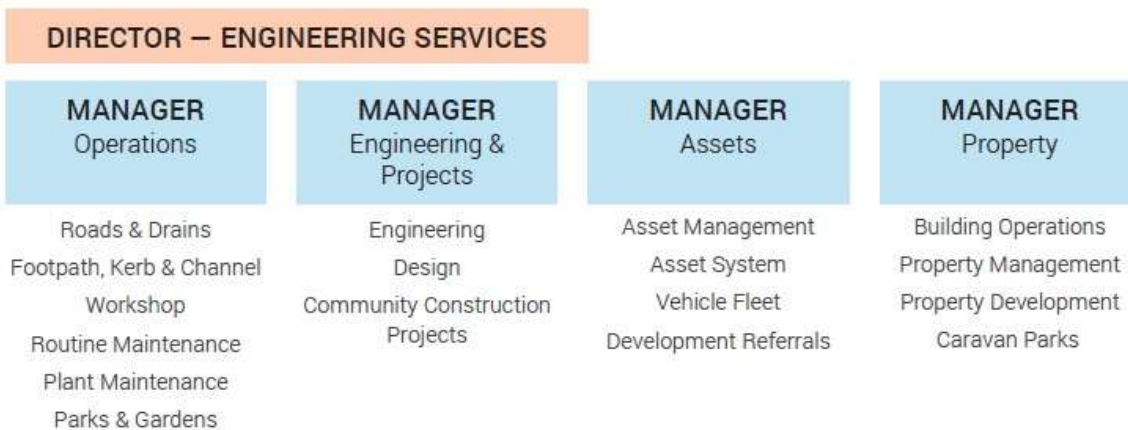 DIRECTOR — ENGINEERING SERVICES
MANAGER
Operations
Roads & Drains
Footpath, Kerb & Channel
Workshop
Routine Maintenance
Plant Maintenance
Parks & Gardens
MANAGER
Engineering &
Projects
Engineering
Design
Community Construction
Projects
MANAGER
Assets
Asset Management
Asset System
Vehicle Fleet
Development Referrals
MANAGER
Property
Building Operations
Property Management
Property Development
Caravan Parks